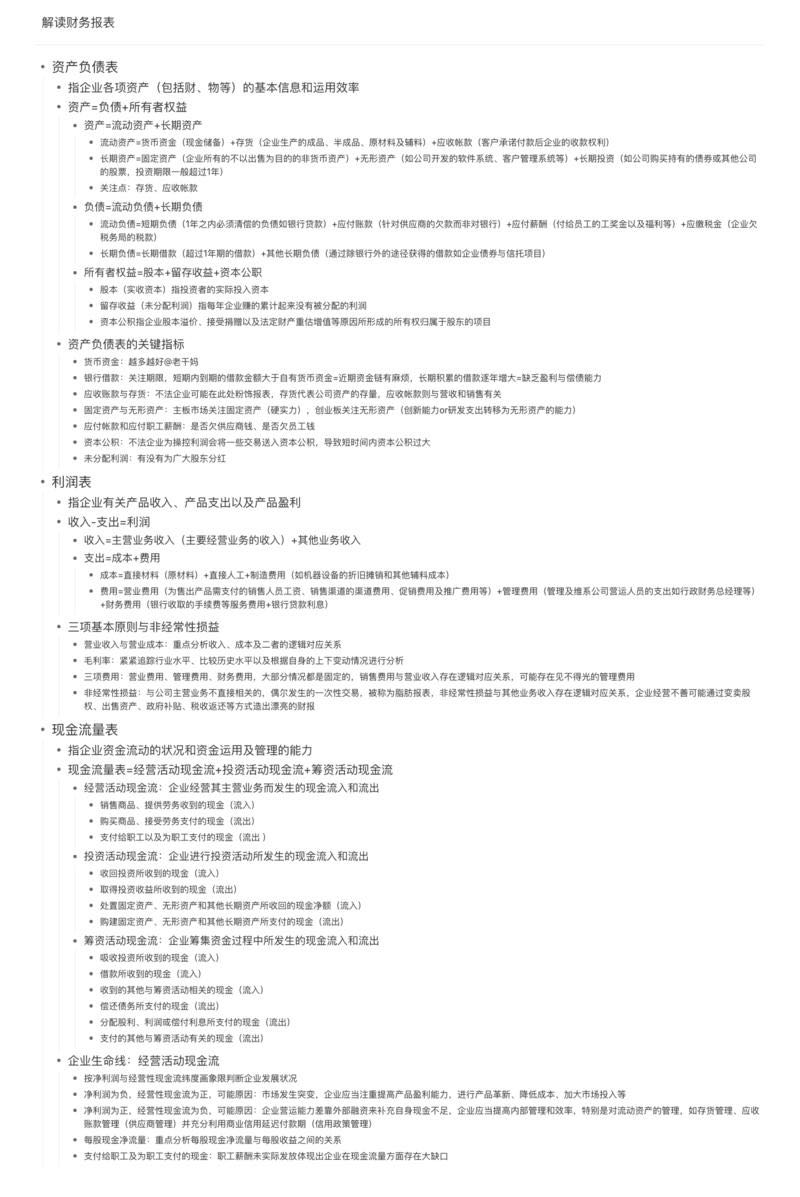 解读财务报表
资产负债表
指企业各项资产（包括财、物等）的基本信息和运用效率
资产=负债+所有者权益
资产=流动资产+长期资产
流动资产=货币资金（现金储备）+存货（企业生产的成品、半成品、原材料及辅料）+应收帐款（客户承诺付款后企业的收款权利）
长期资产=固定资产（企业所有的不以出售为目的的非货币资产）+无形资产（如公司开发的软件系统、客户管理系统等）+长期投资（如公司购买持有的债券或其他公司
的股票，投资期限一般超过1年）
关注点：存货、应收帐款
负债=流动负债+长期负债
流动负债=短期负债（1年之内必须清偿的负债如银行贷款）+应付账款（针对供应商的欠款而非对银行）+应付薪酬（付给员工的工奖金以及福利等）+应缴税金（企业欠
税务局的税款）
长期负债=长期借款（超过1年期的借款）+其他长期负债（通过除银行外的途径获得的借款如企业债券与信托项目）
所有者权益=股本+留存收益+资本公职
股本（实收资本）指投资者的实际投入资本
留存收益（未分配利润）指每年企业赚的累计起来没有被分配的利润
资本公积指企业股本溢价、接受捐赠以及法定财产重估增值等原因所形成的所有权归属于股东的项目
资产负债表的关键指标
货币资金：越多越好@老干妈
银行借款：关注期限，短期内到期的借款金额大于自有货币资金=近期资金链有麻烦，长期积累的借款逐年增大=缺乏盈利与偿债能力
应收账款与存货：不法企业可能在此处粉饰报表，存货代表公司资产的存量，应收帐款则与营收和销售有关
固定资产与无形资产：主板市场关注固定资产（硬实力），创业板关注无形资产（创新能力or研发支出转移为无形资产的能力）
应付帐款和应付职工薪酬：是否欠供应商钱、是否欠员工钱
资本公积：不法企业为操控利润会将一些交易送入资本公积，导致短时间内资本公积过大
未分配利润：有没有为广大股东分红
利润表
指企业有关产品收入、产品支出以及产品盈利
收入-支出=利润
收入=主营业务收入（主要经营业务的收入）+其他业务收入
支出=成本+费用
成本=直接材料（原材料）+直接人工+制造费用（如机器设备的折旧摊销和其他辅料成本）
费用=营业费用（为售出产品需支付的销售人员工资、销售渠道的渠道费用、促销费用及推广费用等）+管理费用（管理及维系公司营运人员的支出如行政财务总经理等）
+财务费用（银行收取的手续费等服务费用+银行贷款利息）
三项基本原则与非经常性损益
营业收入与营业成本：重点分析收入、成本及二者的逻辑对应关系
毛利率：紧紧追踪行业水平、比较历史水平以及根据自身的上下变动情况进行分析
三项费用：营业费用、管理费用、财务费用，大部分情况都是固定的，销售费用与营业收入存在逻辑对应关系，可能存在见不得光的管理费用
非经常性损益：与公司主营业务不直接相关的，偶尔发生的一次性交易，被称为脂肪报表，非经常性损益与其他业务收入存在逻辑对应关系，企业经营不善可能通过变卖股
权、出售资产、政府补贴、税收返还等方式造出漂亮的财报
现金流量表
指企业资金流动的状况和资金运用及管理的能力
现金流量表=经营活动现金流+投资活动现金流+筹资活动现金流
经营活动现金流：企业经营其主营业务而发生的现金流入和流出
销售商品、提供劳务收到的现金（流入）
购买商品、接受劳务支付的现金（流出）
支付给职工以及为职工支付的现金（流出 ）
投资活动现金流：企业进行投资活动所发生的现金流入和流出
收回投资所收到的现金（流入）
取得投资收益所收到的现金（流出）
处置固定资产、无形资产和其他长期资产所收回的现金净额（流入）
购建固定资产、无形资产和其他长期资产所支付的现金（流出）
筹资活动现金流：企业筹集资金过程中所发生的现金流入和流出
吸收投资所收到的现金（流入）
借款所收到的现金（流入）
收到的其他与筹资活动相关的现金（流入）
偿还债务所支付的现金（流出）
分配股利、利润或偿付利息所支付的现金（流出）
支付的其他与筹资活动有关的现金（流出）
企业生命线：经营活动现金流
按净利润与经营性现金流纬度画象限判断企业发展状况
净利润为负，经营性现金流为正，可能原因：市场发生突变，企业应当注重提高产品盈利能力，进行产品革新、降低成本、加大市场投入等
净利润为正，经营性现金流为负，可能原因：企业营运能力差靠外部融资来补充自身现金不足，企业应当提高内部管理和效率，特别是对流动资产的管理，如存货管理、应收
账款管理（供应商管理）并充分利用商业信用延迟付款期（信用政策管理）
每股现金净流量：重点分析每股现金净流量与每股收益之间的关系
支付给职工及为职工支付的现金：职工薪酬未实际发放体现出企业在现金流量方面存在大缺口